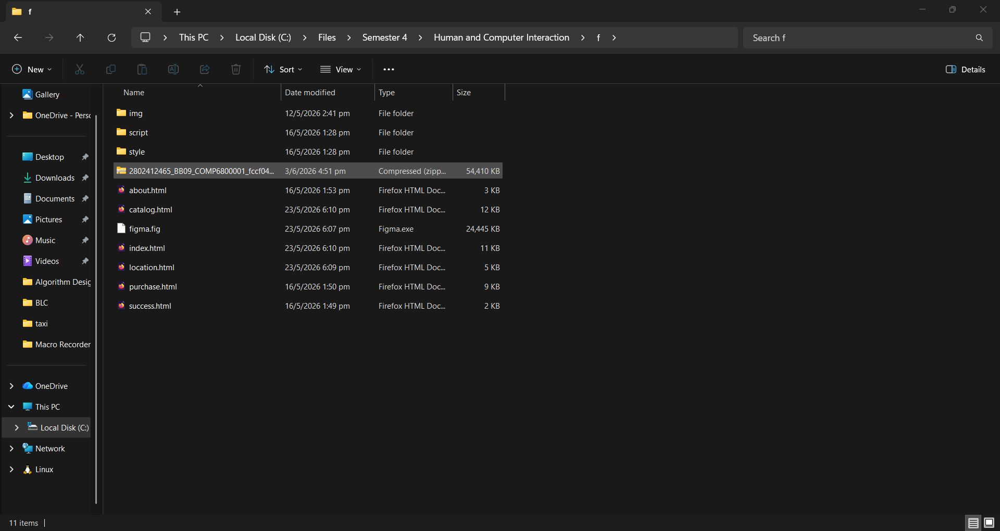 f
This PC > Local Disk (C:) > Files > Semester 4 > Human and Computer Interaction > f >
Search f
New
Sort
View
Details
Gallery
OneDrive - Perso
Desktop
Downloads
Documents
Pictures
Music
Videos
Algorithm Desig
BLC
taxi
Macro Recorder
OneDrive
This PC
Local Disk (C:)
Network
Linux
Name Date modified Type Size
img 12/5/2026 2:41 pm File folder
script 16/5/2026 1:28 pm File folder
style 16/5/2026 1:28 pm File folder
2802412465_BB09_COMP6800001_fccf04... 3/6/2026 4:51 pm Compressed (zipp... 54,410 KB
about.html 16/5/2026 1:53 pm Firefox HTML Doc... 3 KB
catalog.html 23/5/2026 6:10 pm Firefox HTML Doc... 12 KB
figma.fig 23/5/2026 6:07 pm Figma.exe 24,445 KB
index.html 23/5/2026 6:10 pm Firefox HTML Doc... 11 KB
location.html 23/5/2026 6:09 pm Firefox HTML Doc... 5 KB
purchase.html 16/5/2026 1:50 pm Firefox HTML Doc... 9 KB
success.html 16/5/2026 1:49 pm Firefox HTML Doc... 2 KB
11 items